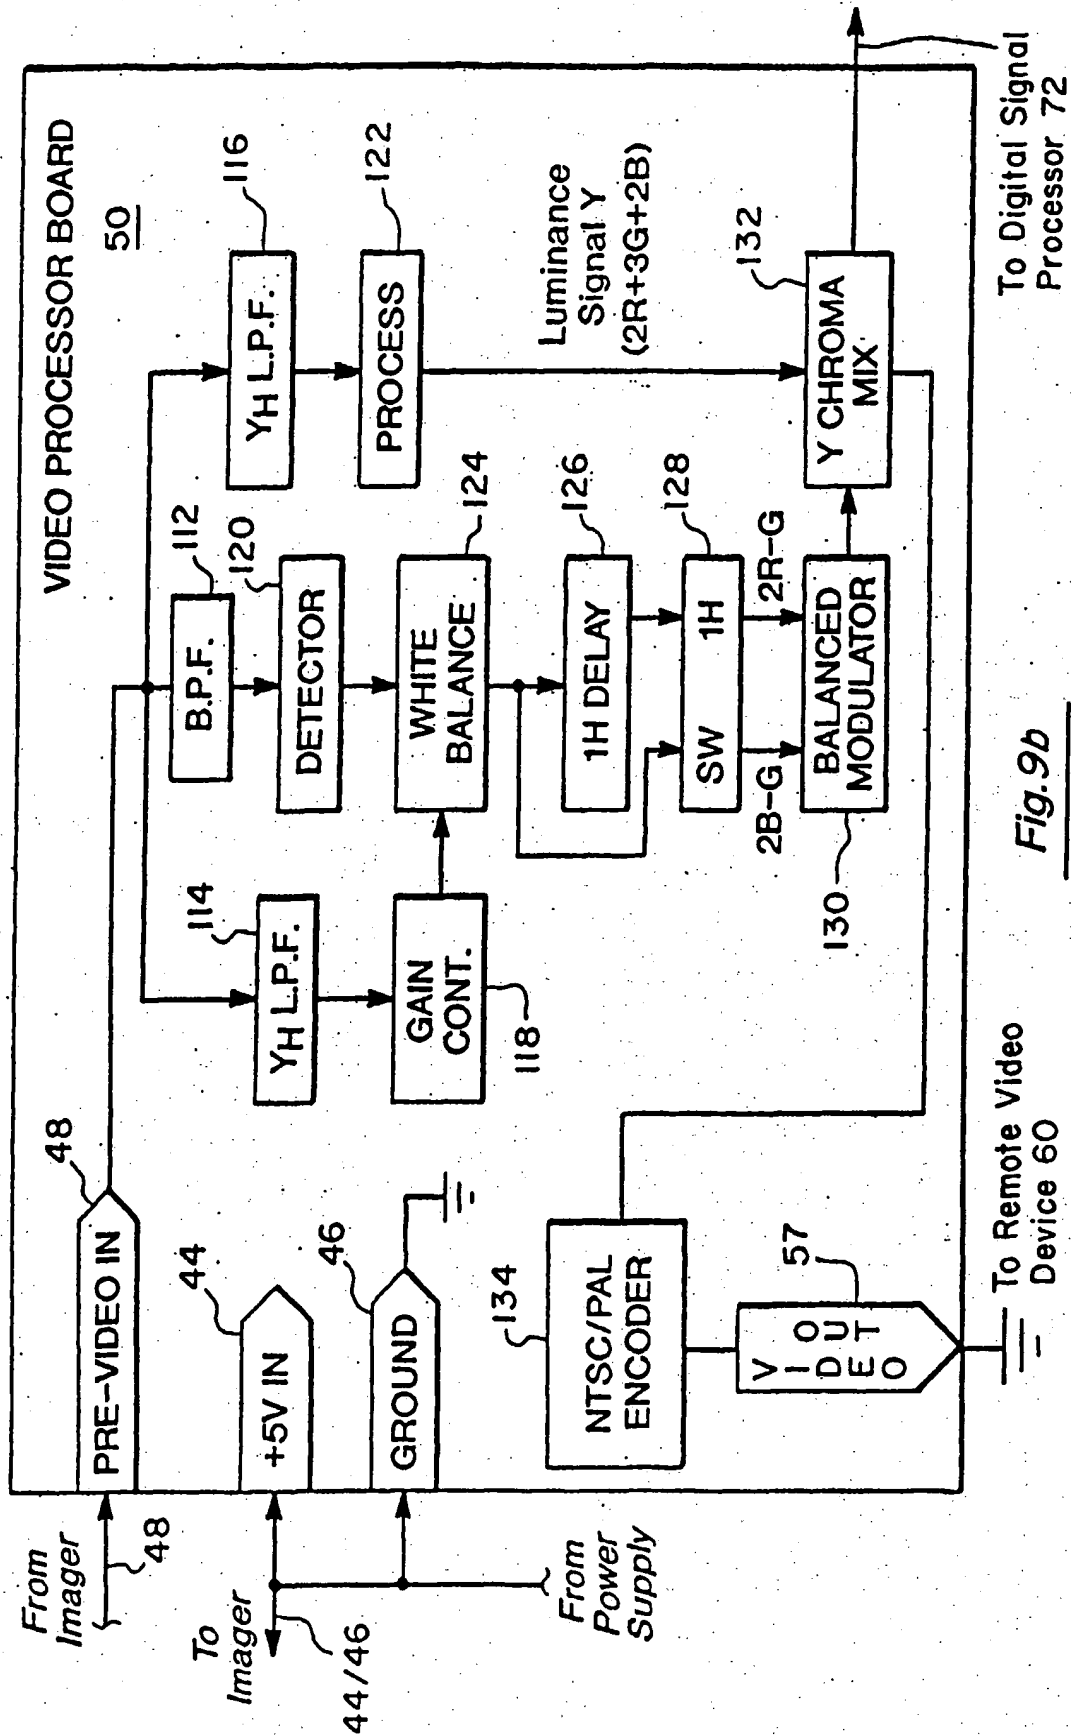 VIDEO PROCESSOR BOARD
50
From
Imager
48
PRE-VIDEO IN
48
To
Imager
44/46
+5V IN
44
GROUND
46
From
Power
Supply
114
YH L.P.F.
GAIN
CONT.
118
112
B.P.F.
120
DETECTOR
WHITE
BALANCE
124
1H DELAY
126
SW 1H
128
2B-G
2R-G
BALANCED
MODULATOR
130
116
YH L.P.F.
122
PROCESS
Luminance
Signal Y
(2R+3G+2B)
132
Y CHROMA
MIX
To Digital Signal
Processor 72
134
NTSC/PAL
ENCODER
VIDEO
OUT
57
To Remote Video
Device 60
Fig.9b